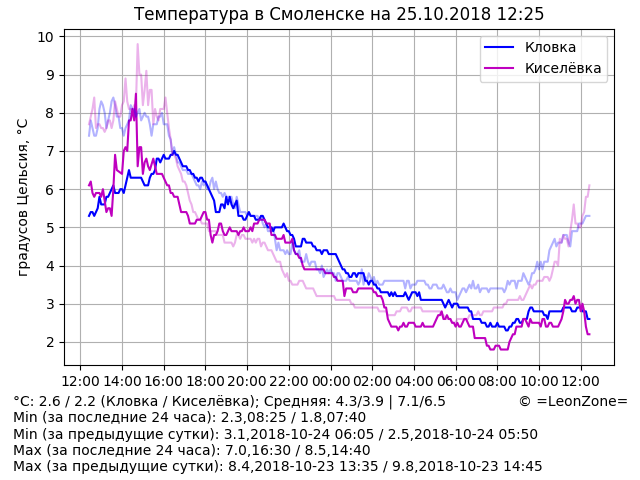 Температура в Смоленске на 25.10.2018 12:25
градусов Цельсия, °C
10
9
8
7
6
5
4
3
2
Кловка
Киселёвка
12:00 14:00 16:00 18:00 20:00 22:00 00:00 02:00 04:00 06:00 08:00 10:00 12:00
°C: 2.6 / 2.2 (Кловка / Киселёвка); Средняя: 4.3/3.9 | 7.1/6.5 © =LeonZone=
Min (за последние 24 часа): 2.3,08:25 / 1.8,07:40
Min (за предыдущие сутки): 3.1,2018-10-24 06:05 / 2.5,2018-10-24 05:50
Max (за последние 24 часа): 7.0,16:30 / 8.5,14:40
Max (за предыдущие сутки): 8.4,2018-10-23 13:35 / 9.8,2018-10-23 14:45